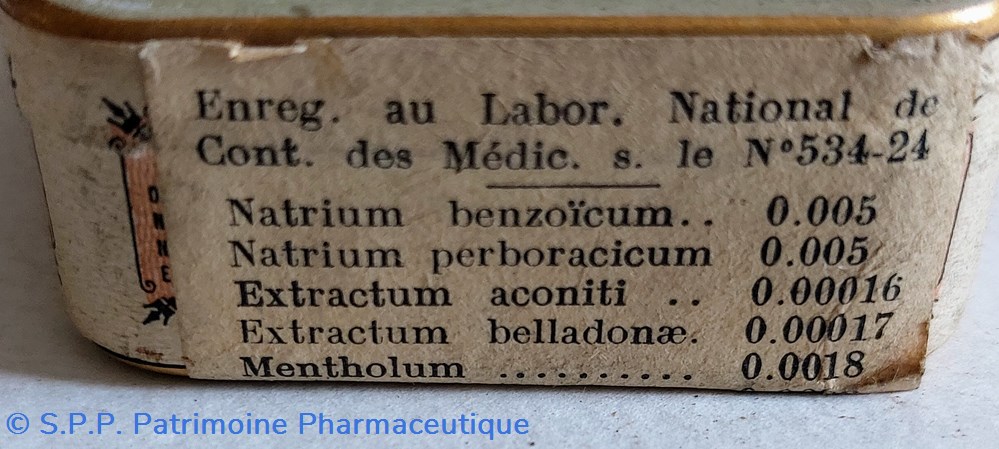 Enreg. au Labor. National de
Cont. des Médic. s. le N°534-24
Natrium benzoïcum.. 0.005
Natrium perboracicum 0.005
Extractum aconiti .. 0.00016
Extractum belladonæ. 0.00017
Mentholum .......... 0.0018
ONNE
© S.P.P. Patrimoine Pharmaceutique